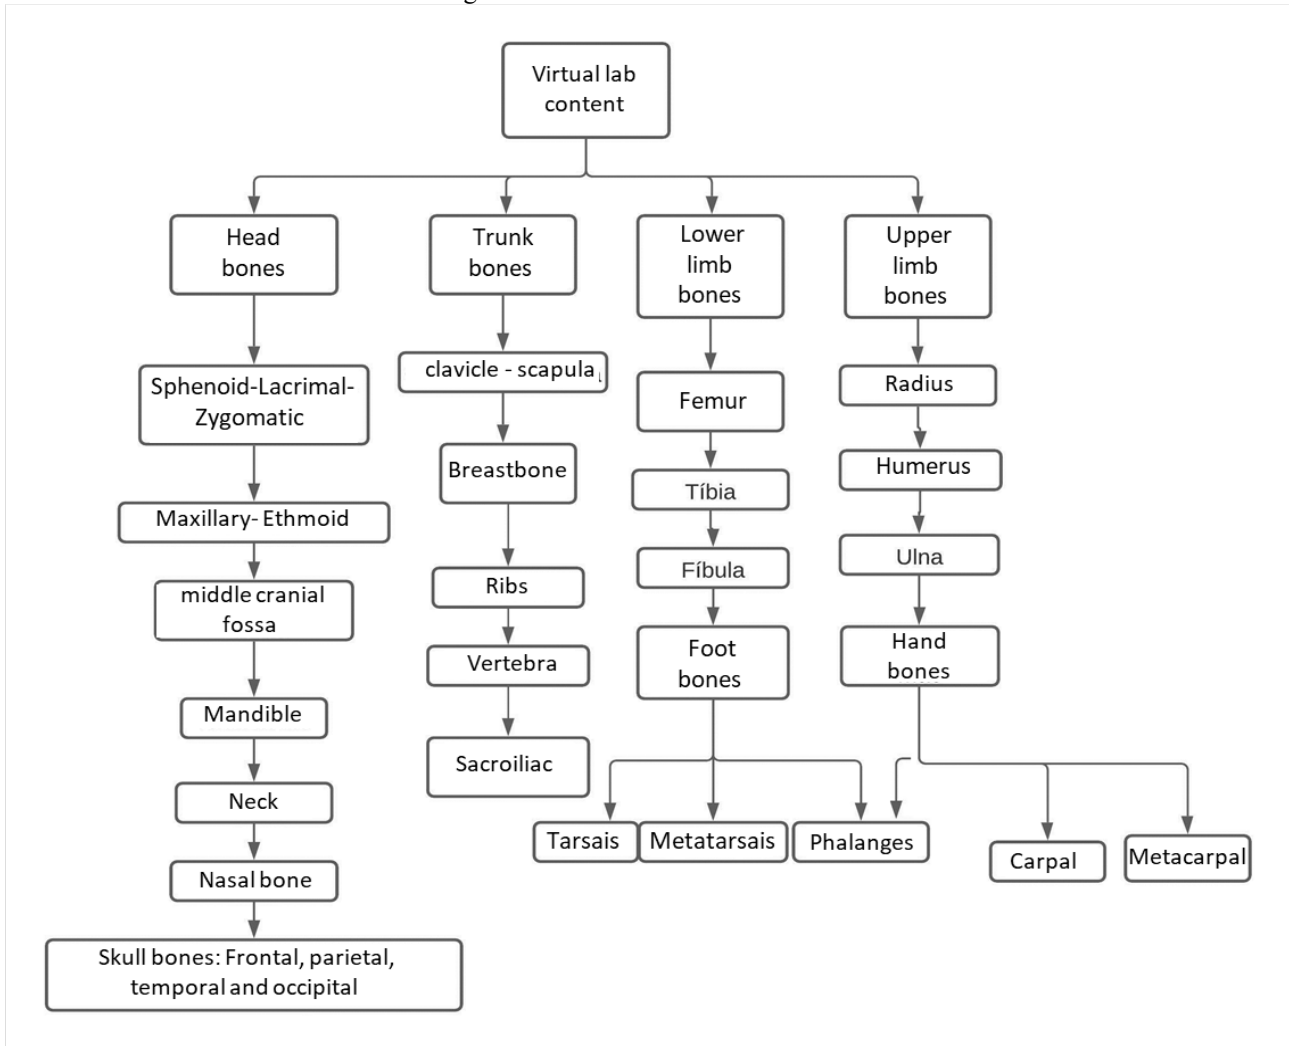 Virtual lab
content
Head
bones
Trunk
bones
Lower
limb
bones
Upper
limb
bones
Sphenoid-Lacrimal-
Zygomatic
Maxillary- Ethmoid
middle cranial
fossa
Mandible
Neck
Nasal bone
Skull bones: Frontal, parietal,
temporal and occipital
clavicle - scapula
Breastbone
Ribs
Vertebra
Sacroiliac
Femur
Tíbia
Fíbula
Foot
bones
Tarsais
Metatarsais
Phalanges
Radius
Humerus
Ulna
Hand
bones
Carpal
Metacarpal